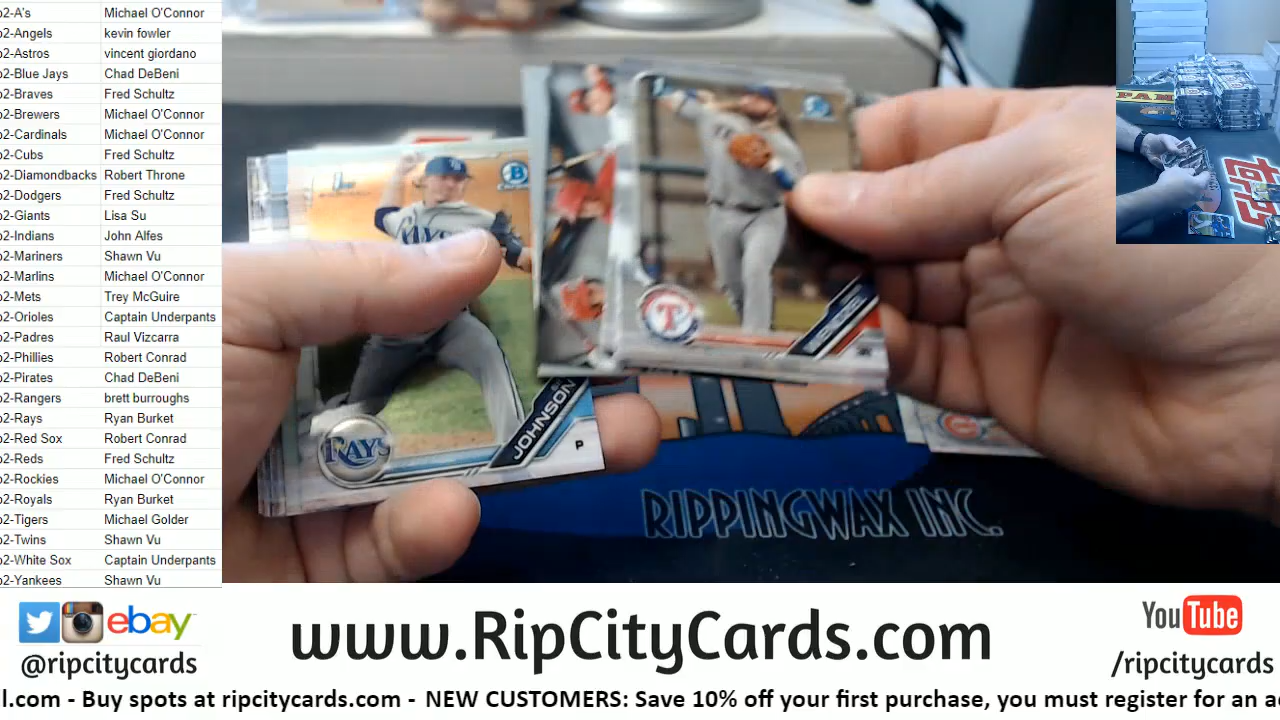 o2-A's Michael O'Connor
o2-Angels kevin fowler
o2-Astros vincent giordano
o2-Blue Jays Chad DeBeni
o2-Braves Fred Schultz
o2-Brewers Michael O'Connor
o2-Cardinals Michael O'Connor
o2-Cubs Fred Schultz
o2-Diamondbacks Robert Throne
o2-Dodgers Fred Schultz
o2-Giants Lisa Su
o2-Indians John Alfes
o2-Mariners Shawn Vu
o2-Marlins Michael O'Connor
o2-Mets Trey McGuire
o2-Orioles Captain Underpants
o2-Padres Raul Vizcarra
o2-Phillies Robert Conrad
o2-Pirates Chad DeBeni
o2-Rangers brett burroughs
o2-Rays Ryan Burket
o2-Red Sox Robert Conrad
o2-Reds Fred Schultz
o2-Rockies Michael O'Connor
o2-Royals Ryan Burket
o2-Tigers Michael Golder
o2-Twins Shawn Vu
o2-White Sox Captain Underpants
o2-Yankees Shawn Vu
B
RAYS
RAYS
JOHNSON
P
T
RIPPINGWAX INC.
ebay
@ripcitycards
www.RipCityCards.com
YouTube
/ripcitycards
l.com - Buy spots at ripcitycards.com - NEW CUSTOMERS: Save 10% off your first purchase, you must register for an a